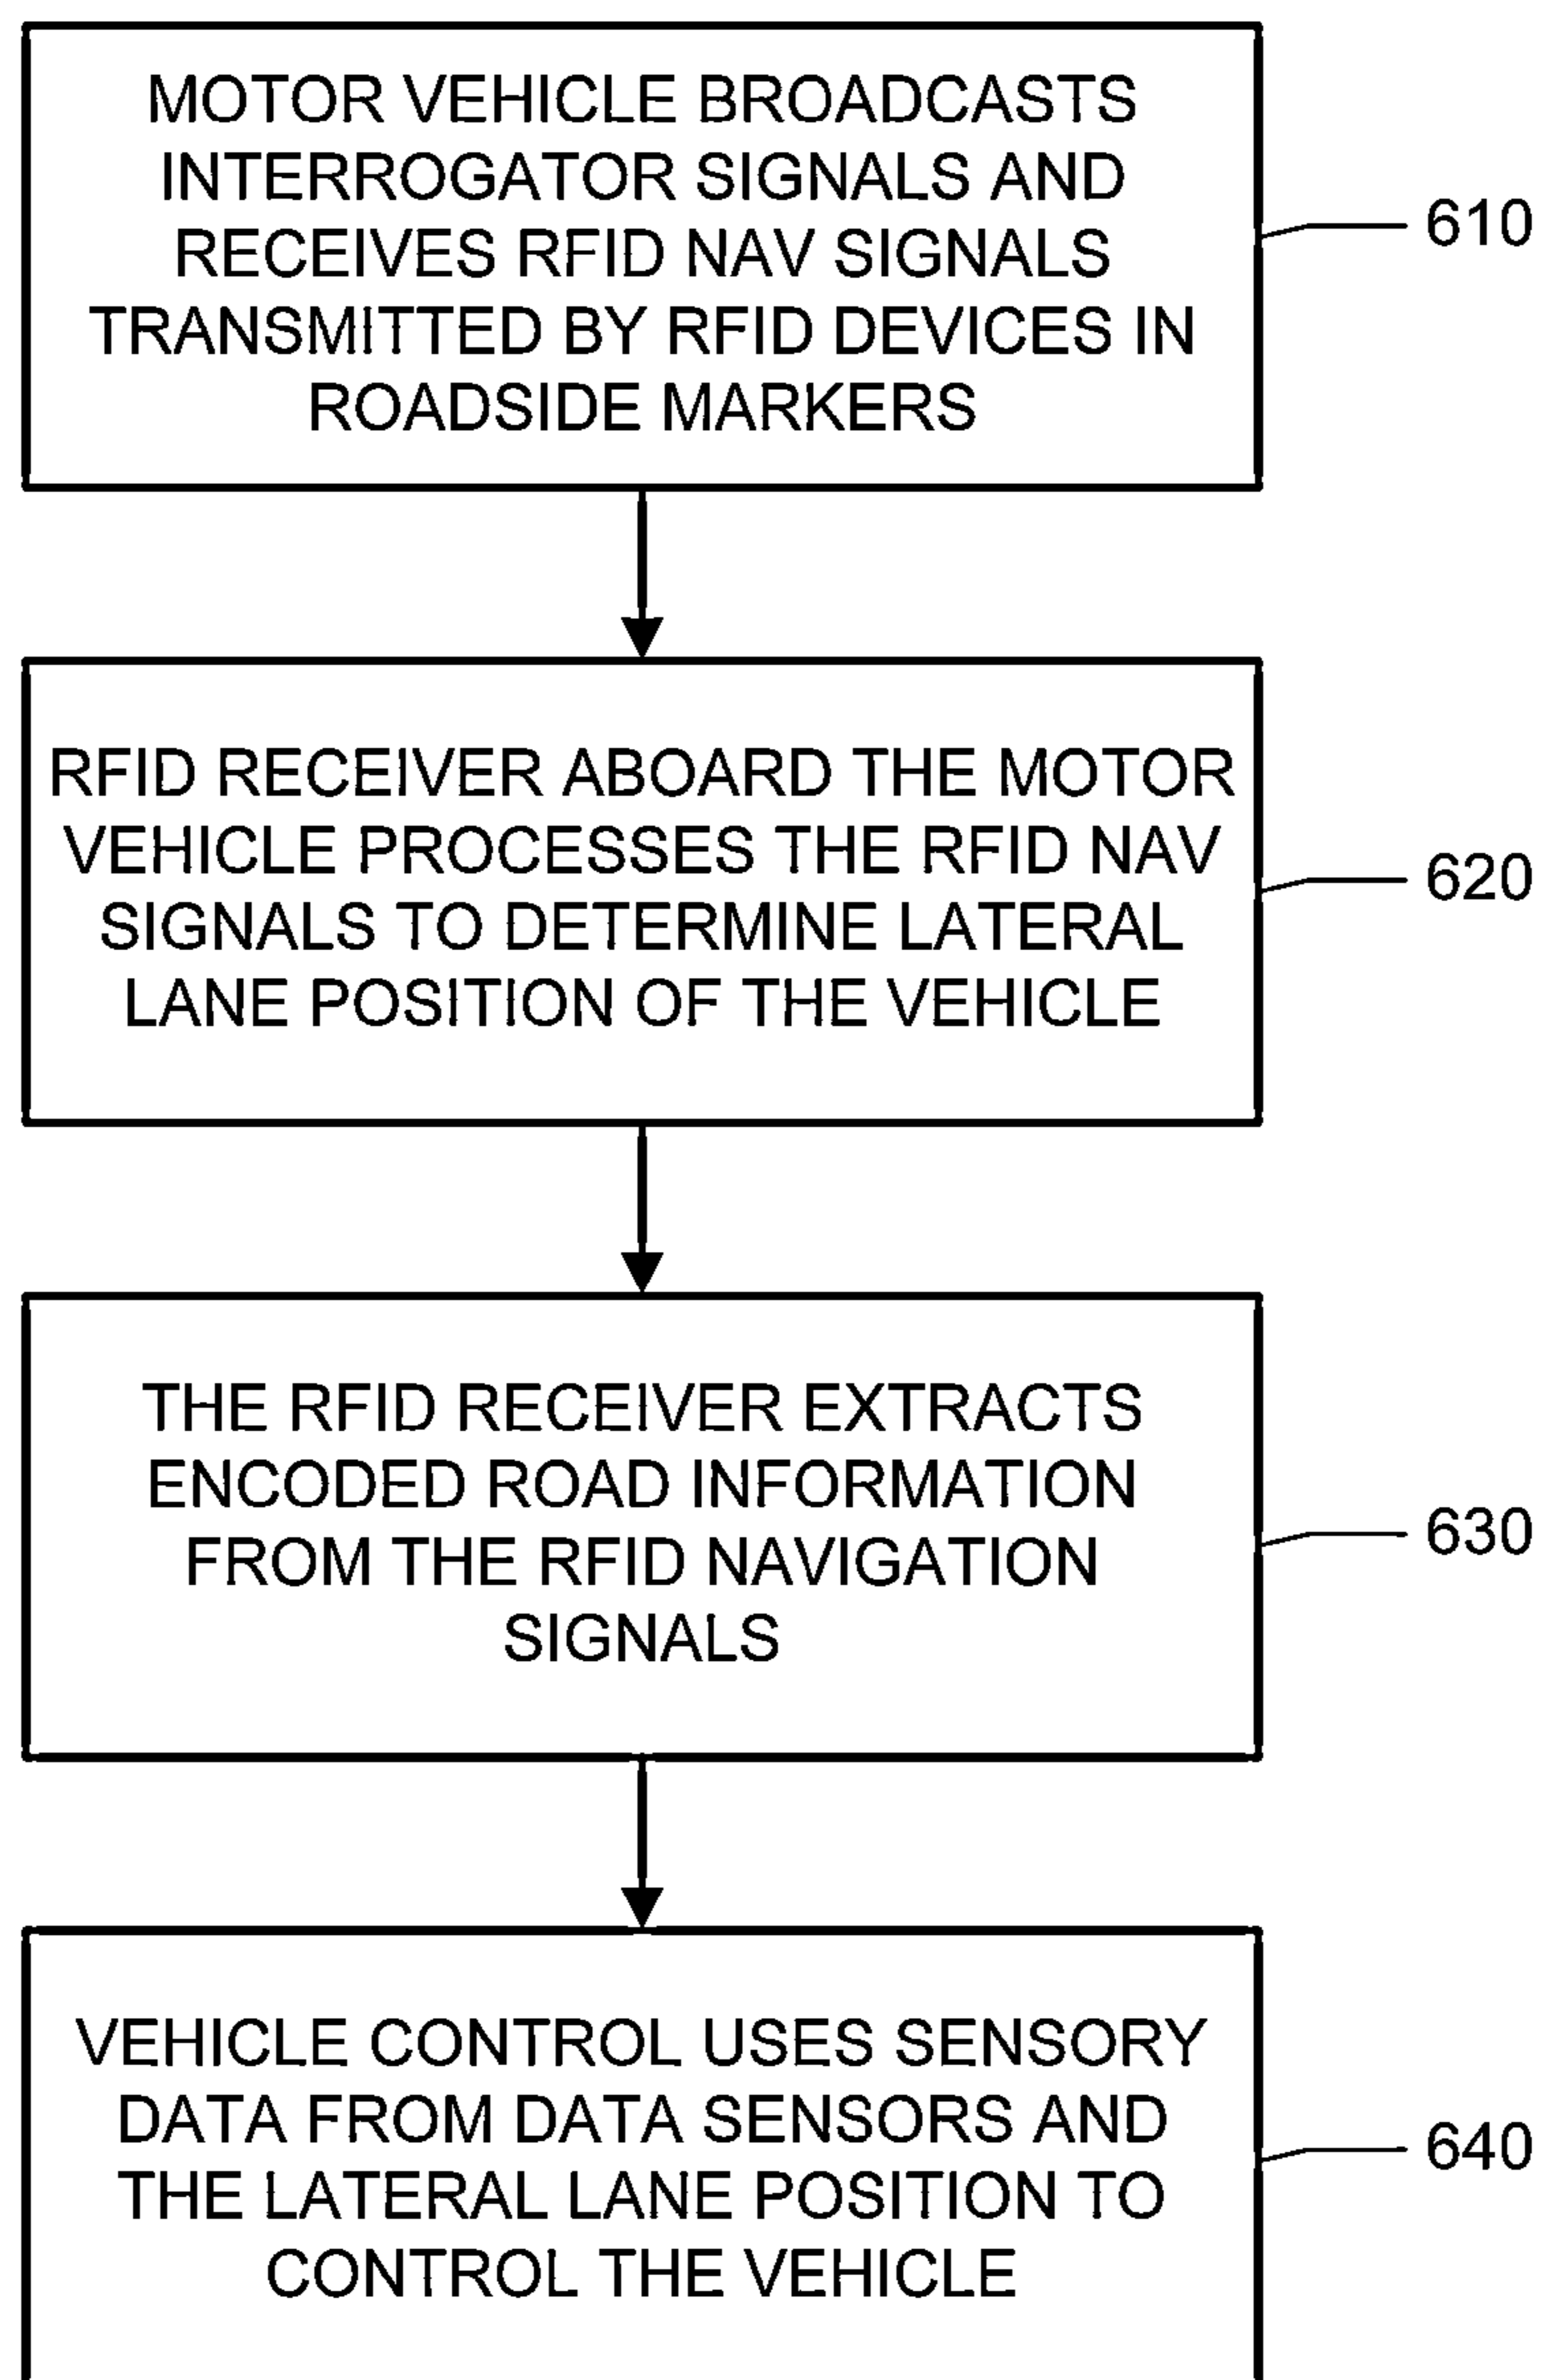 MOTOR VEHICLE BROADCASTS
INTERROGATOR SIGNALS AND
RECEIVES RFID NAV SIGNALS
TRANSMITTED BY RFID DEVICES IN
ROADSIDE MARKERS
610
RFID RECEIVER ABOARD THE MOTOR
VEHICLE PROCESSES THE RFID NAV
SIGNALS TO DETERMINE LATERAL
LANE POSITION OF THE VEHICLE
620
THE RFID RECEIVER EXTRACTS
ENCODED ROAD INFORMATION
FROM THE RFID NAVIGATION
SIGNALS
630
VEHICLE CONTROL USES SENSORY
DATA FROM DATA SENSORS AND
THE LATERAL LANE POSITION TO
CONTROL THE VEHICLE
640